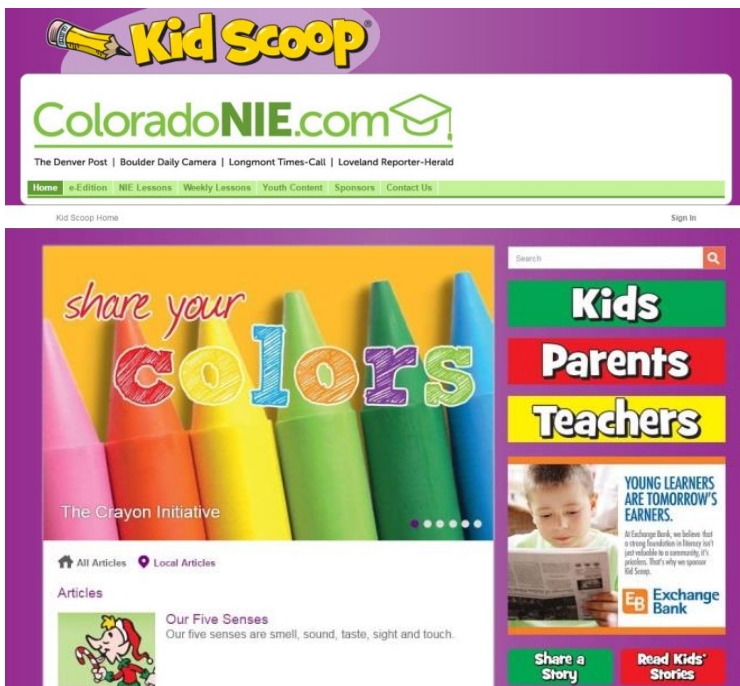 Kid Scoop®
ColoradoNIE.com
The Denver Post | Boulder Daily Camera | Longmont Times-Call | Loveland Reporter-Herald
Home e-Edition NIE Lessons Weekly Lessons Youth Content Sponsors Contact Us
Kid Scoop Home
Sign In
share your
colors
The Crayon Initiative
All Articles Local Articles
Articles
Our Five Senses
Our five senses are smell, sound, taste, sight and touch.
Search
Kids
Parents
Teachers
YOUNG LEARNERS
ARE TOMORROW'S
EARNERS.
At Exchange Bank, we believe that
a strong foundation in literacy isn't
just valuable to a community, it's
priceless. That's why we sponsor
Kid Scoop.
EB Exchange
Bank
Share a
Story
Read Kids'
Stories